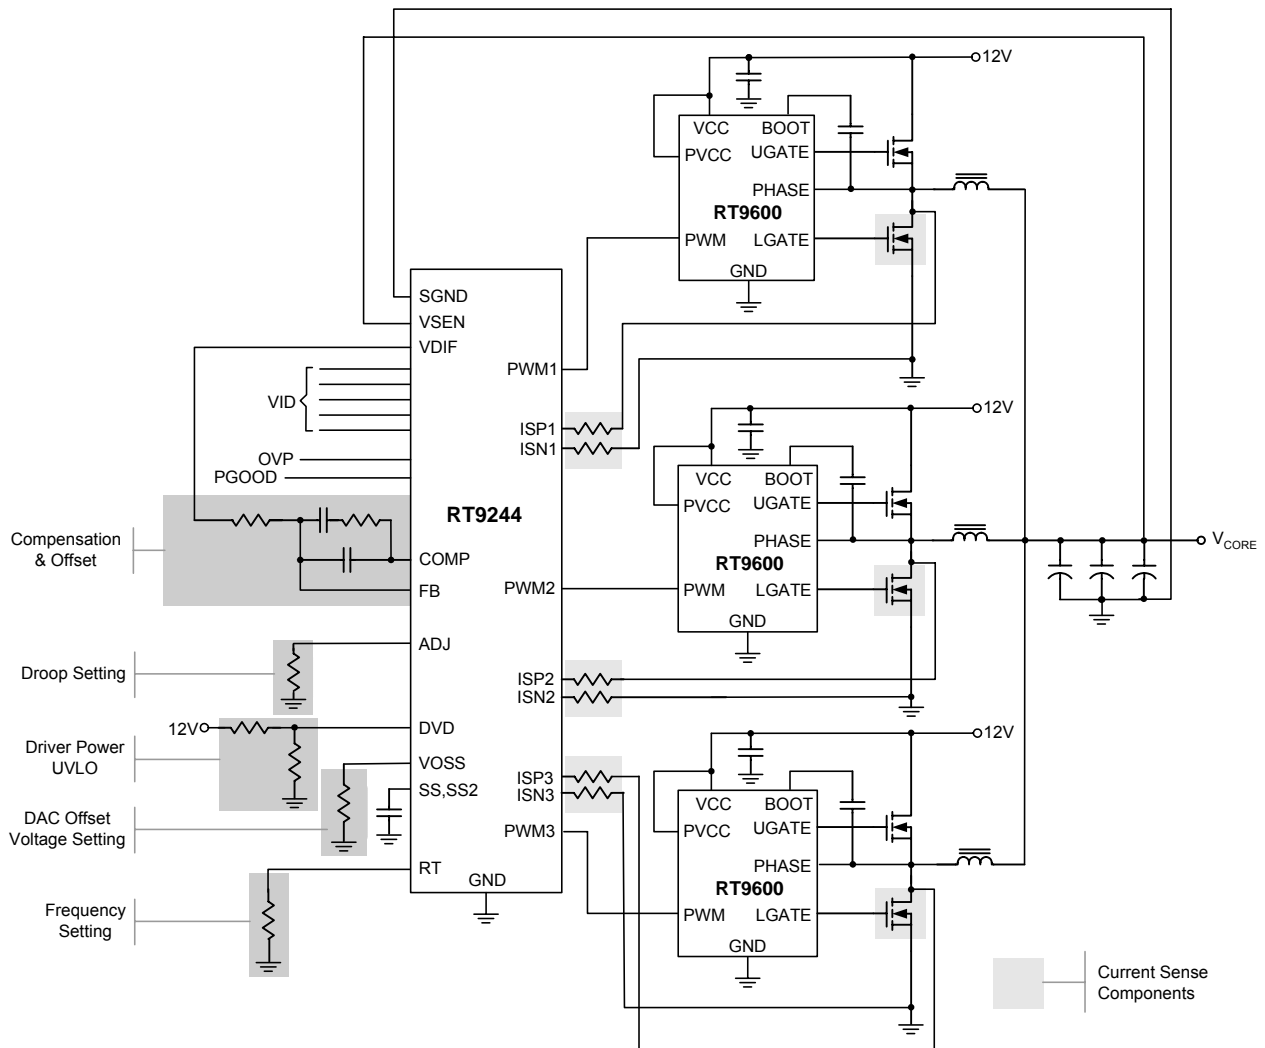 12V
VCC
BOOT
PVCC
UGATE
PHASE
RT9600
PWM
LGATE
GND
SGND
VSEN
VDIF
PWM1
VID
ISP1
ISN1
OVP
PGOOD
RT9244
COMP
FB
PWM2
Compensation
& Offset
12V
VCC
BOOT
PVCC
UGATE
PHASE
RT9600
PWM
LGATE
GND
VCORE
ADJ
Droop Setting
ISP2
ISN2
12V
DVD
Driver Power
UVLO
VOSS
SS,SS2
ISP3
ISN3
DAC Offset
Voltage Setting
PWM3
RT
GND
Frequency
Setting
12V
VCC
BOOT
PVCC
UGATE
PHASE
RT9600
PWM
LGATE
GND
Current Sense
Components